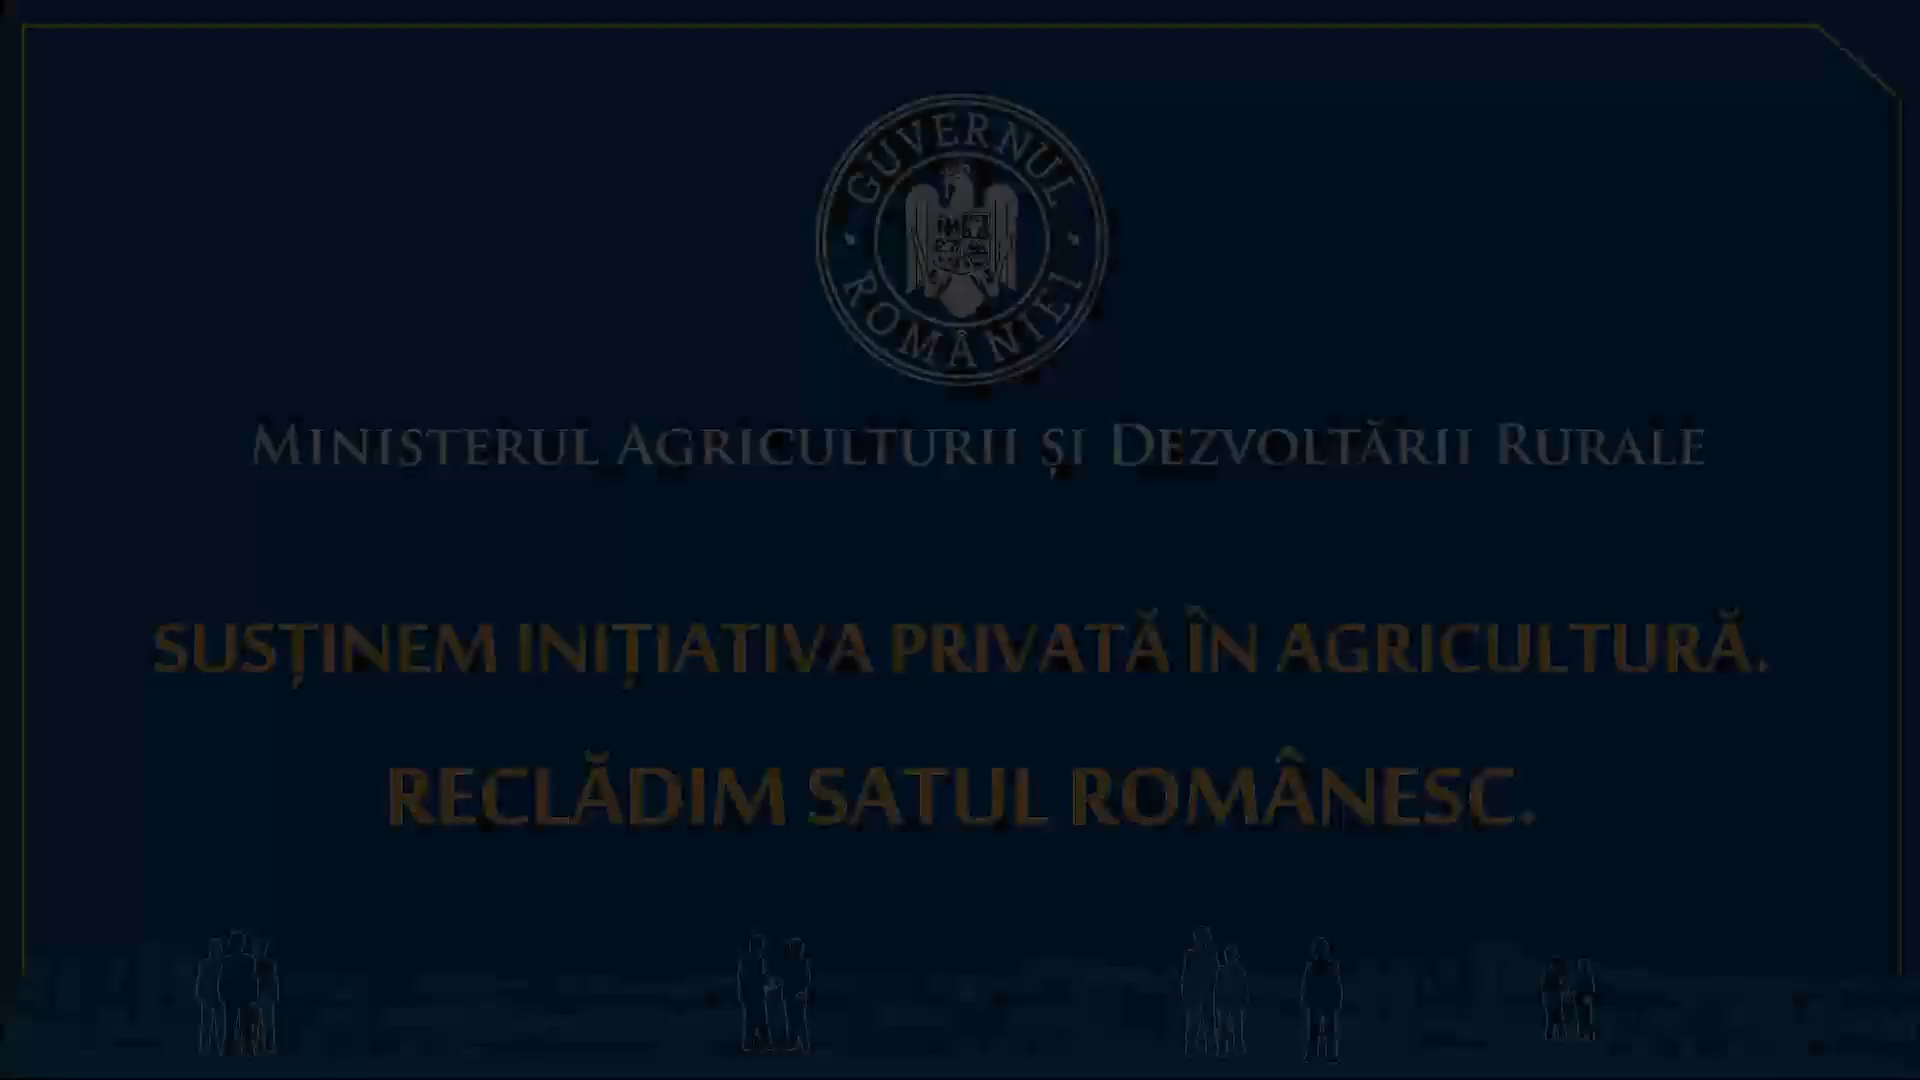 GUVERNUL ROMÂNIEI
MINISTERUL AGRICULTURII ȘI DEZVOLTĂRII RURALE
SUSȚINEM INIȚIATIVA PRIVATĂ ÎN AGRICULTURĂ.
RECLĂDIM SATUL ROMÂNESC.